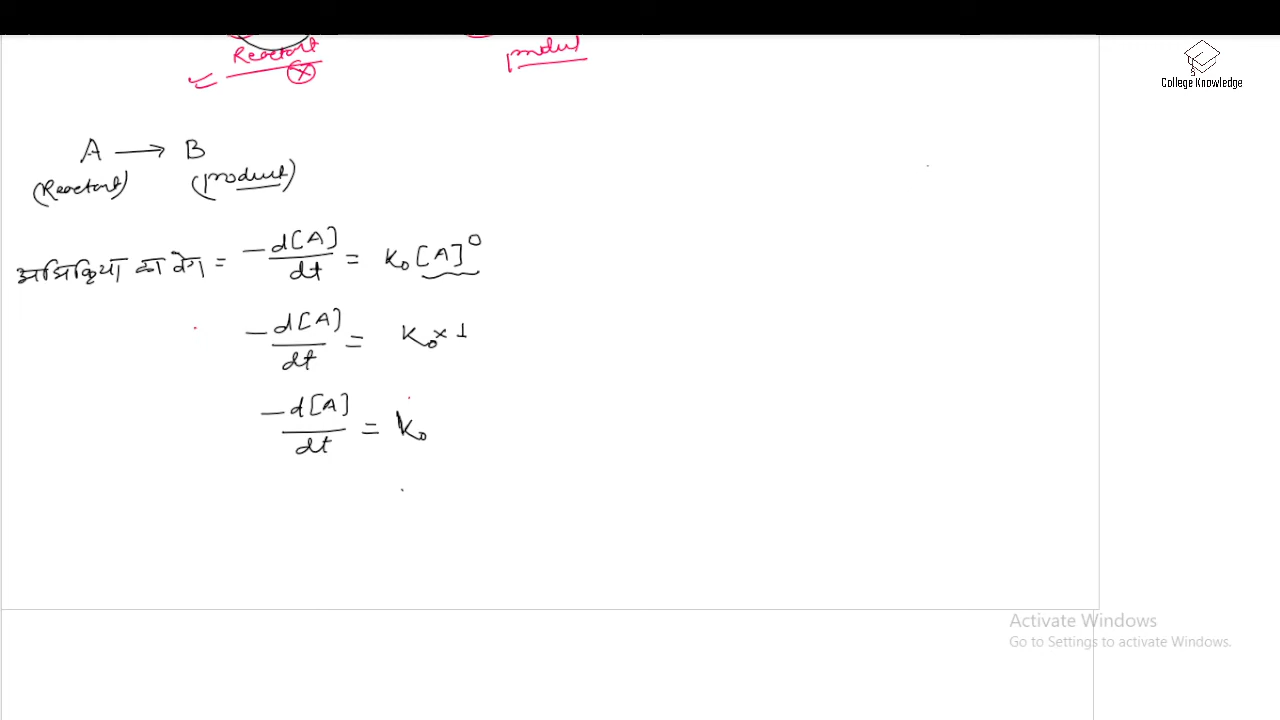 Reactant
product
College Knowledge
A ⟶ B
(Reactant) (product)
अभिक्रिया का वेग = -d[A]/dt = K₀[A]⁰
-d[A]/dt = K₀×1
-d[A]/dt = K₀
Activate Windows
Go to Settings to activate Windows.